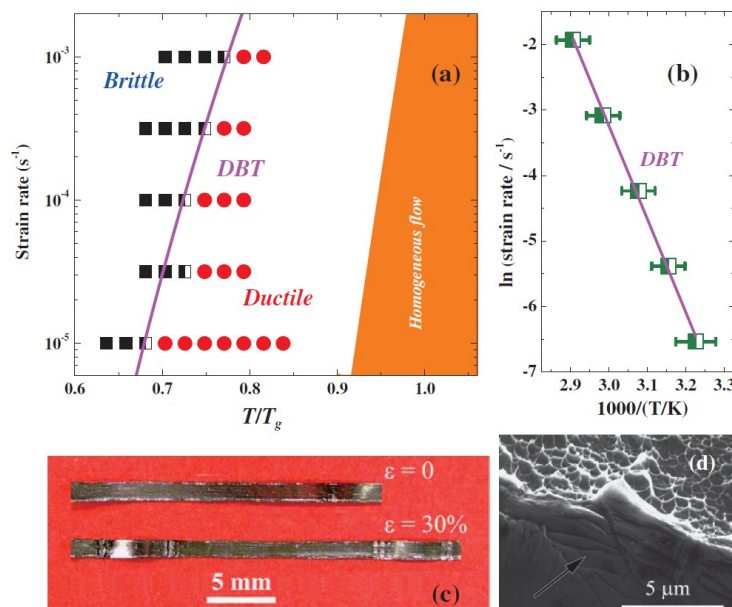 (a)
Brittle
DBT
Ductile
Homogeneous flow
Strain rate (s⁻¹)
10⁻³
10⁻⁴
10⁻⁵
0.6 0.7 0.8 0.9 1.0
T/Tg
(b)
DBT
ln (strain rate / s⁻¹)
-2
-3
-4
-5
-6
-7
2.9 3.0 3.1 3.2 3.3
1000/(T/K)
ε = 0
ε = 30%
5 mm
(c)
(d)
5 μm